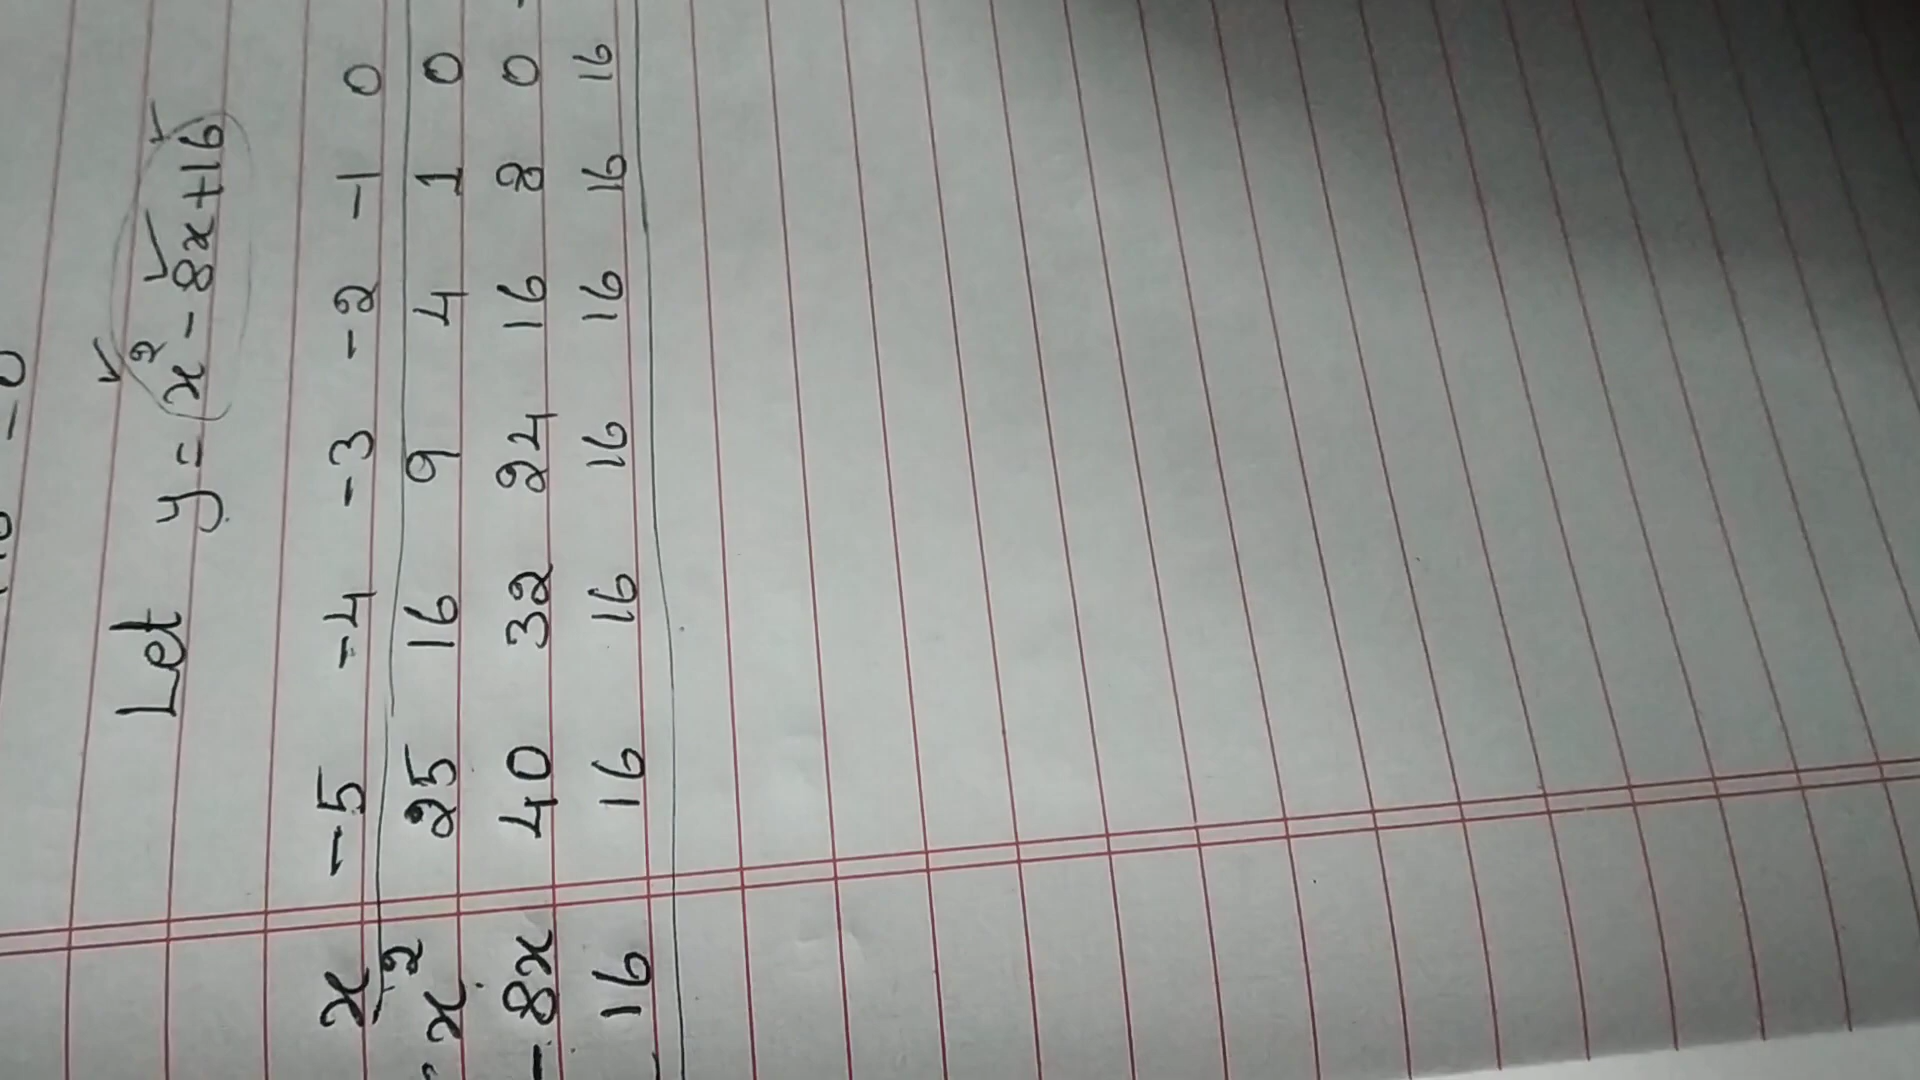 Let y = (x² - 8x + 16
x -5 -4 -3 -2 -1 0
x² 25 16 9 4 1 0
-8x 40 32 24 16 8 0
16 16 16 16 16 16 16